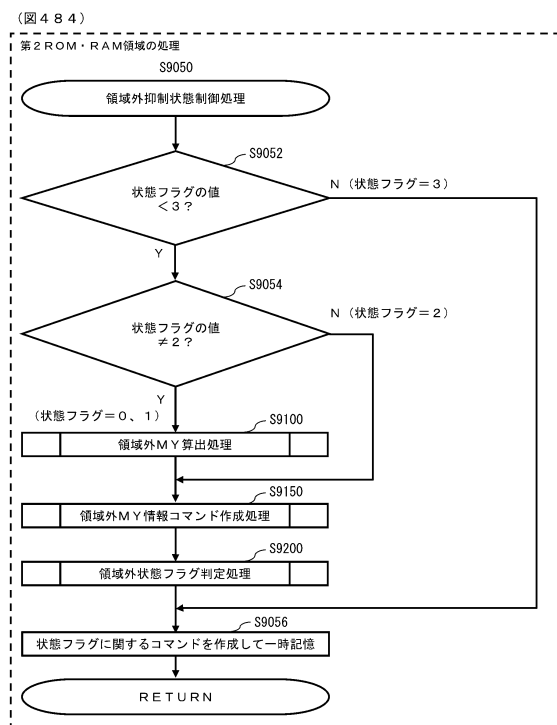 (図484)
第2ROM・RAM領域の処理
S9050
領域外抑制状態制御処理
S9052
状態フラグの値
<3?
N(状態フラグ=3)
Y
S9054
状態フラグの値
≠2?
N(状態フラグ=2)
Y
(状態フラグ=0、1)
S9100
領域外MY算出処理
S9150
領域外MY情報コマンド作成処理
S9200
領域外状態フラグ判定処理
S9056
状態フラグに関するコマンドを作成して一時記憶
RETURN